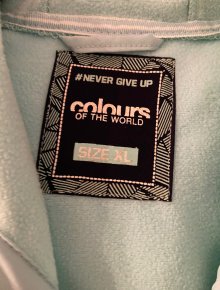 #NEVER GIVE UP
colours
OF THE WORLD
SIZE XL